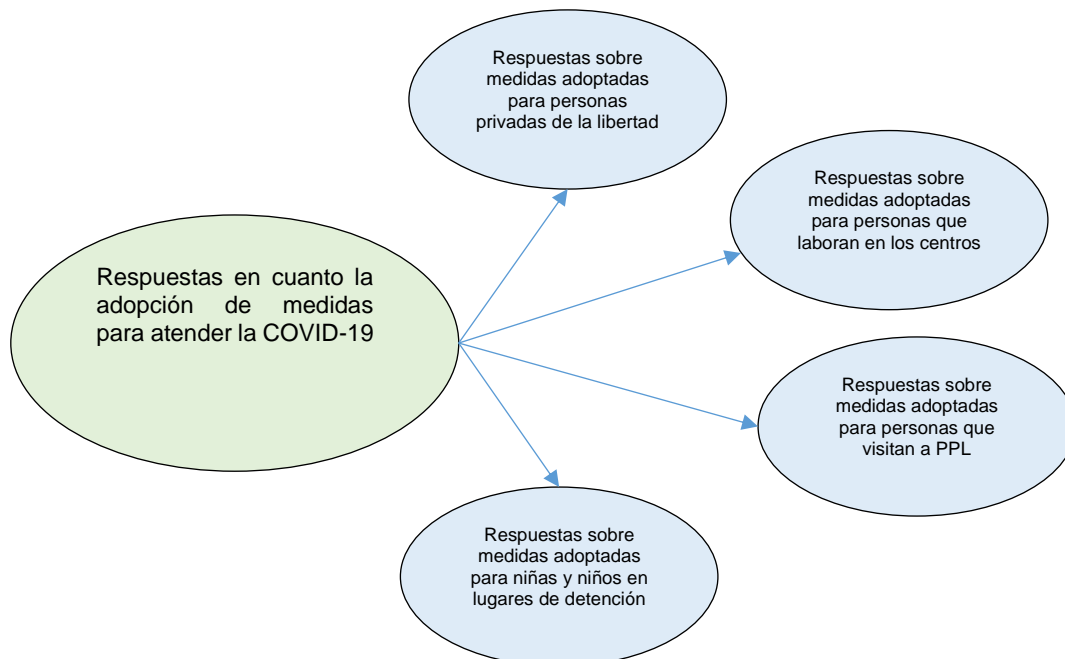 Respuestas sobre
medidas adoptadas
para personas
privadas de la libertad
Respuestas sobre
medidas adoptadas
para personas que
laboran en los centros
Respuestas en cuanto la
adopción de medidas
para atender la COVID-19
Respuestas sobre
medidas adoptadas
para personas que
visitan a PPL
Respuestas sobre
medidas adoptadas
para niñas y niños en
lugares de detención